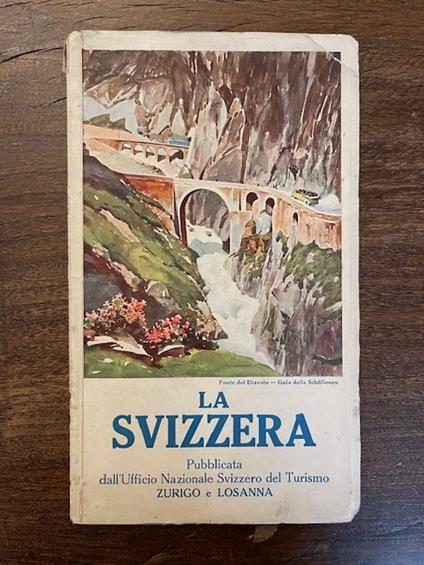 Ponte del Diavolo — Gola della Schöllenen
LA
SVIZZERA
Pubblicata
dall'Ufficio Nazionale Svizzero del Turismo
ZURIGO e LOSANNA